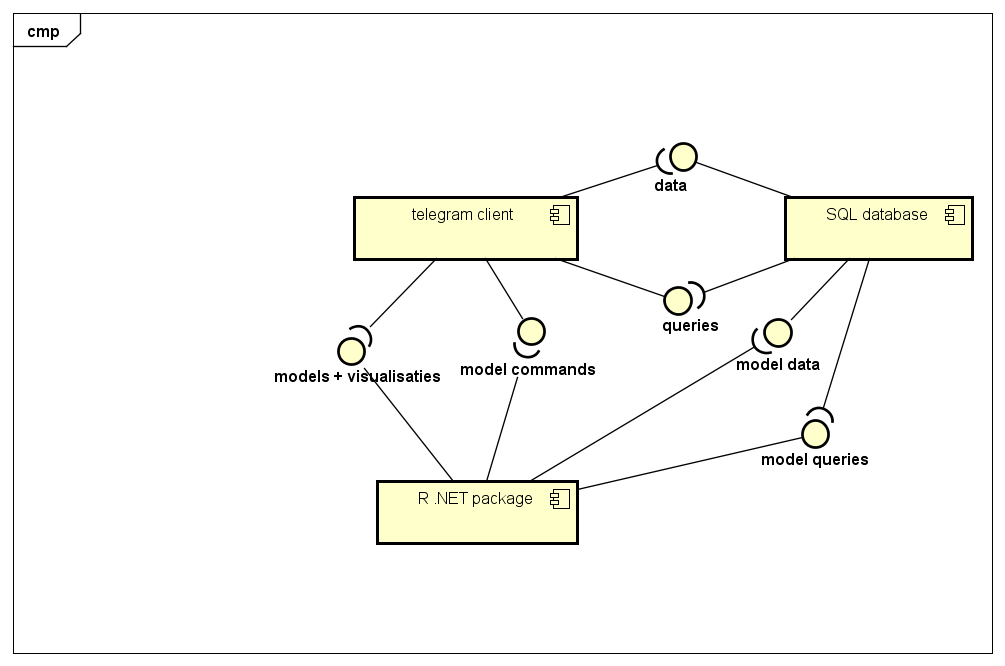 cmp
data
telegram client
SQL database
queries
model data
model commands
models + visualisaties
model queries
R .NET package